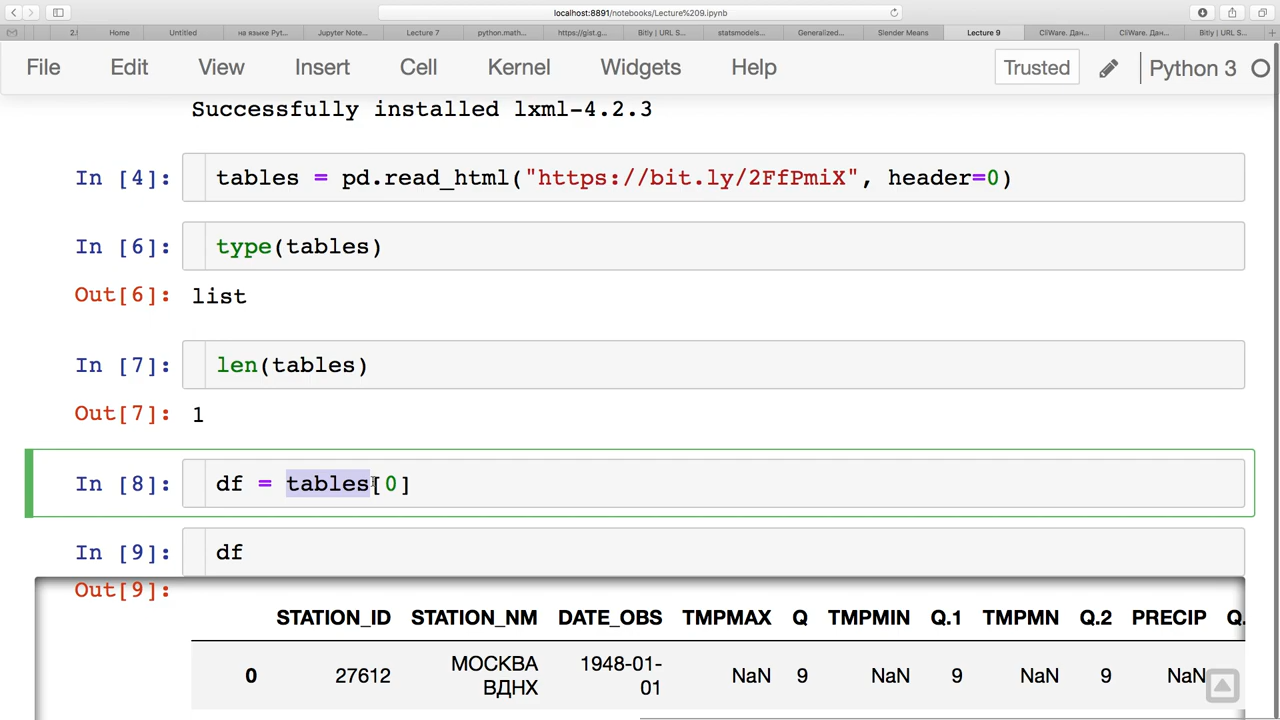 localhost:8891/notebooks/Lecture%209.ipynb
2.I Home Untitled на языке Pyt... Jupyter Note... Lecture 7 python.math... https://gist.g... Bitly | URL S... statsmodels... Generalized... Slender Means Lecture 9 CliWare. Дан... CliWare. Дан... Bitly | URL S...
File Edit View Insert Cell Kernel Widgets Help Trusted Python 3
Successfully installed lxml-4.2.3
In [4]: tables = pd.read_html("https://bit.ly/2FfPmiX", header=0)
In [6]: type(tables)
Out[6]: list
In [7]: len(tables)
Out[7]: 1
In [8]: df = tables[0]
In [9]: df
Out[9]:
STATION_ID STATION_NM DATE_OBS TMPMAX Q TMPMIN Q.1 TMPMN Q.2 PRECIP Q.
0 27612 МОСКВА ВДНХ 1948-01-01 NaN 9 NaN 9 NaN 9 NaN